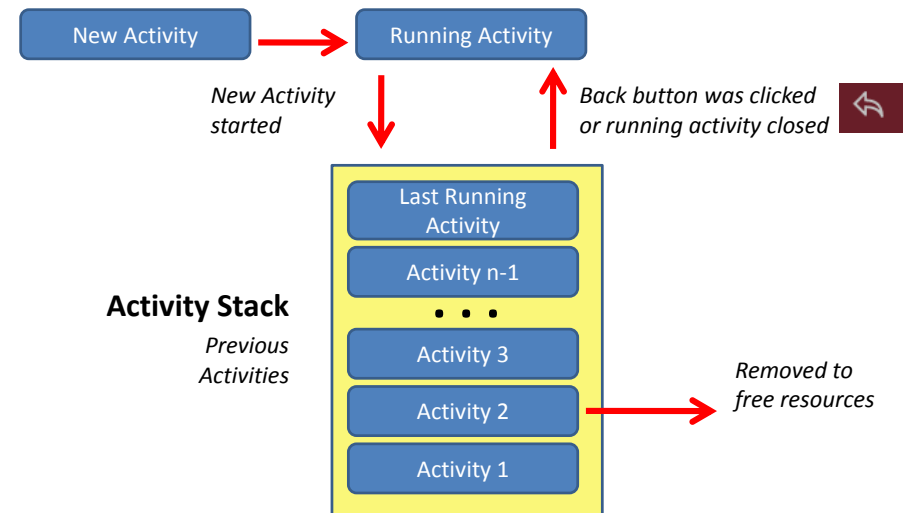 New Activity
Running Activity
New Activity
started
Back button was clicked
or running activity closed
Last Running
Activity
Activity n-1
. . .
Activity Stack
Previous
Activities
Activity 3
Activity 2
Activity 1
Removed to
free resources